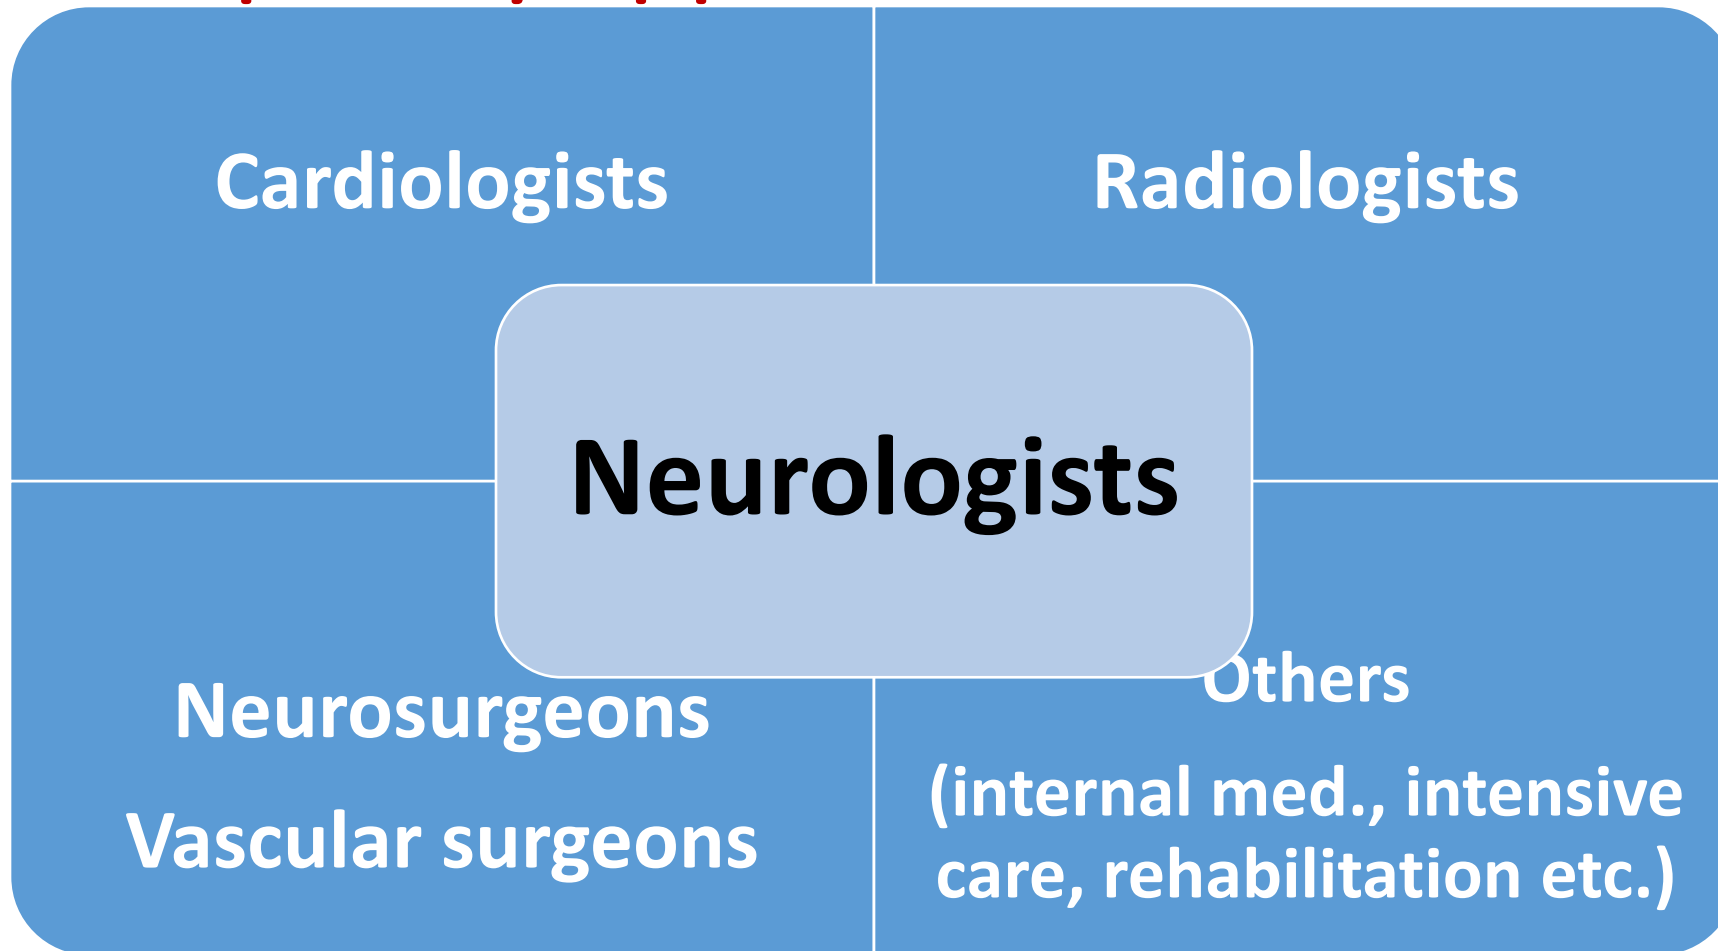 Cardiologists
Radiologists
Neurologists
Neurosurgeons
Vascular surgeons
Others
(internal med., intensive
care, rehabilitation etc.)